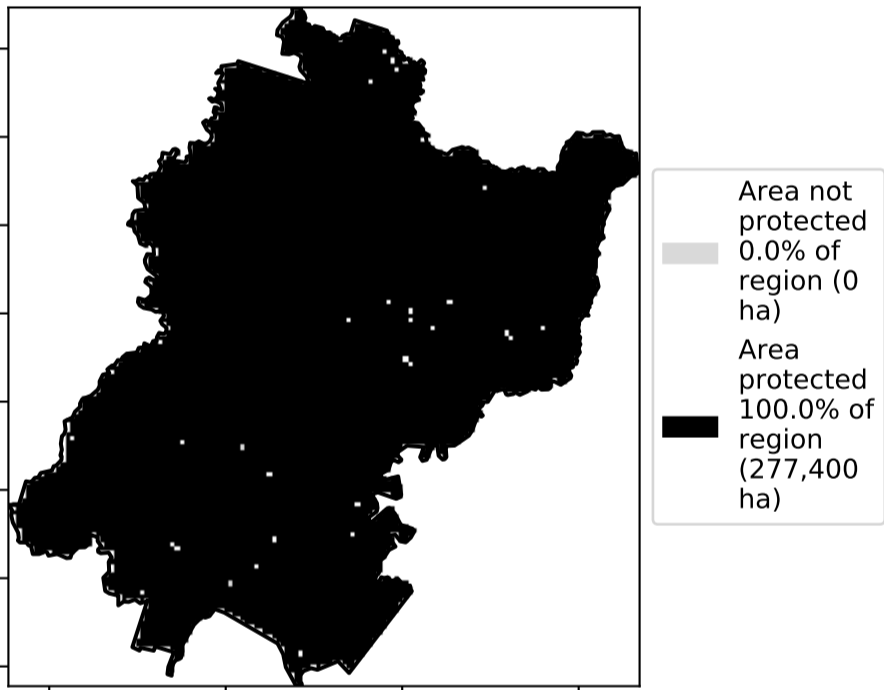 Area not
protected
0.0% of
region (0
ha)
Area
protected
100.0% of
region
(277,400
ha)